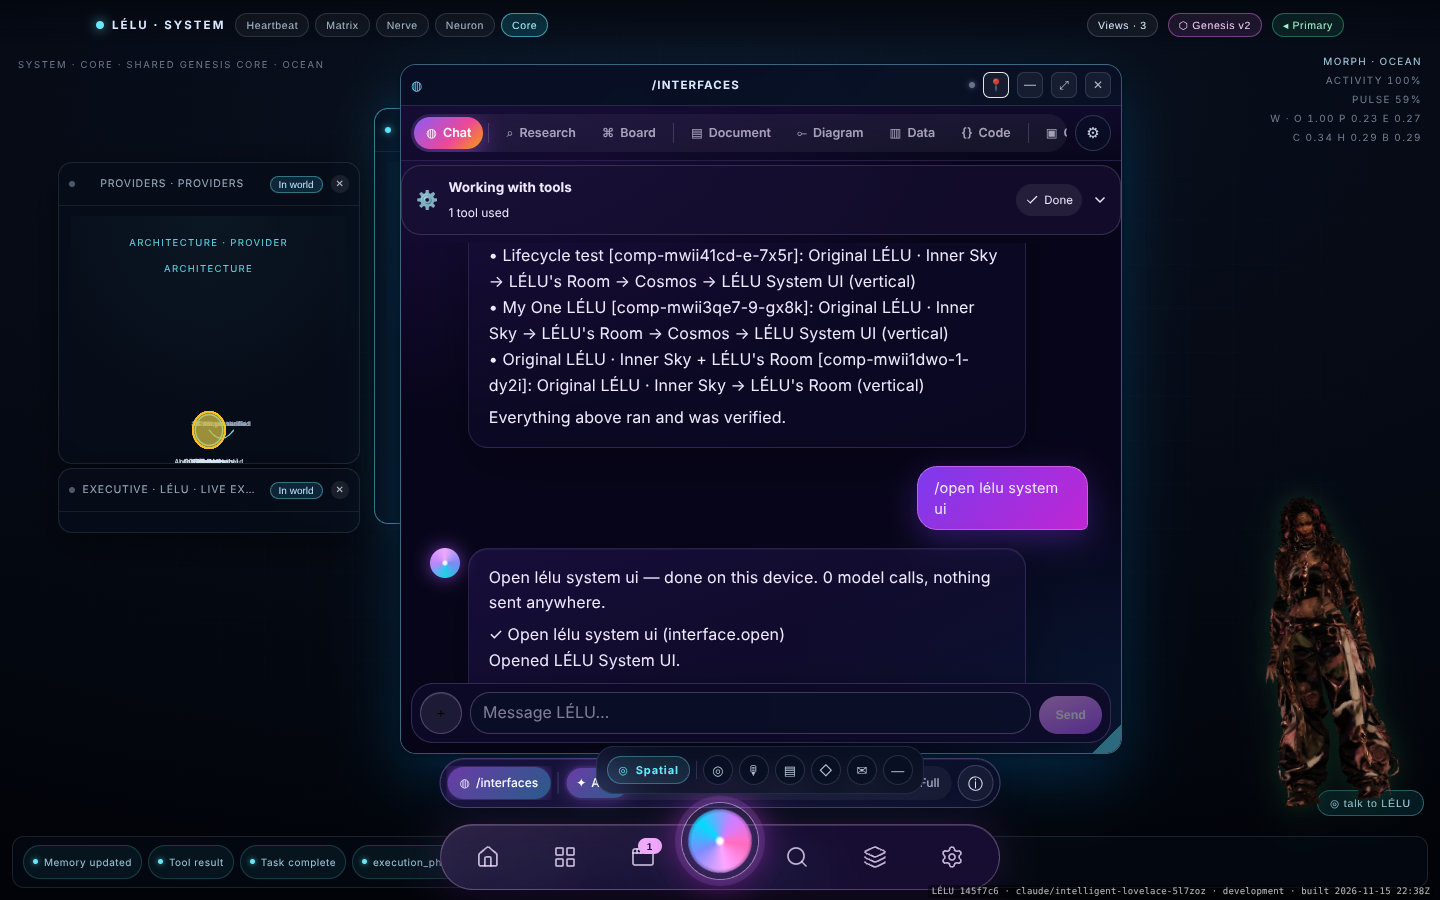 LÉLU · SYSTEM
Heartbeat
Matrix
Nerve
Neuron
Core
Views · 3
Genesis v2
Primary
SYSTEM · CORE · SHARED GENESIS CORE · OCEAN
MORPH · OCEAN
ACTIVITY 100%
PULSE 59%
W · O 1.00 P 0.23 E 0.27
C 0.34 H 0.29 B 0.29
/INTERFACES
Chat
Research
Board
Document
Diagram
Data
{} Code
Working with tools
1 tool used
Done
PROVIDERS · PROVIDERS
In world
ARCHITECTURE · PROVIDER
ARCHITECTURE
EXECUTIVE · LÉLU · LIVE EX...
In world
• Lifecycle test [comp-mwii41cd-e-7x5r]: Original LÉLU · Inner Sky
→ LÉLU's Room → Cosmos → LÉLU System UI (vertical)
• My One LÉLU [comp-mwii3qe7-9-gx8k]: Original LÉLU · Inner
Sky → LÉLU's Room → Cosmos → LÉLU System UI (vertical)
• Original LÉLU · Inner Sky + LÉLU's Room [comp-mwii1dwo-1-
dy2i]: Original LÉLU · Inner Sky → LÉLU's Room (vertical)
Everything above ran and was verified.
/open lélu system
ui
Open lélu system ui — done on this device. 0 model calls, nothing
sent anywhere.
✓ Open lélu system ui (interface.open)
Opened LÉLU System UI.
Message LÉLU...
Send
Spatial
/interfaces
Full
talk to LÉLU
1
Memory updated
Tool result
Task complete
execution_ph
LÉLU 145f7c6 · claude/intelligent-lovelace-5l7zoz · development · built 2026-11-15 22:38Z